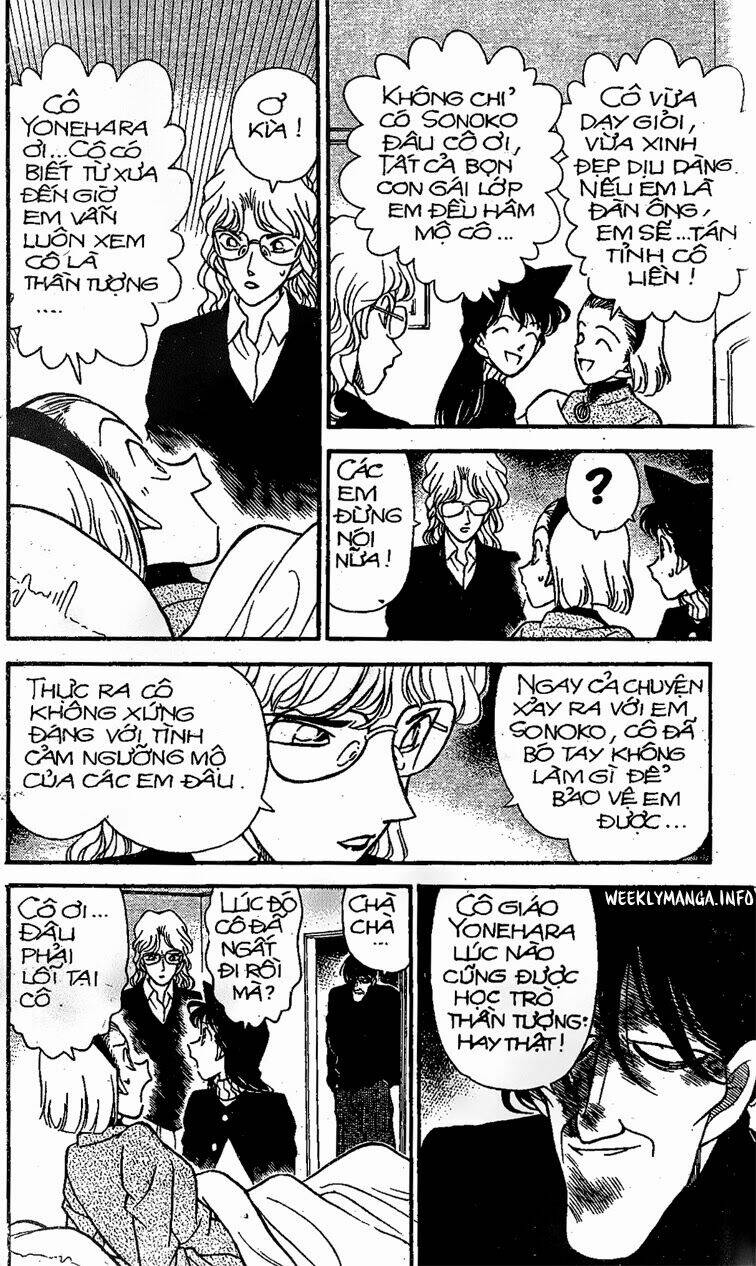 CÔ
YONEHARA
ƠI... CÔ CÓ
BIẾT TỪ XƯA
ĐẾN GIỜ
EM VẪN
LUÔN XEM
CÔ LÀ
THẦN TƯỢNG
....
Ơ
KÌA!
KHÔNG CHỈ
CÓ SONOKO
ĐÂU CÔ ƠI,
TẤT CẢ BỌN
CON GÁI LỚP
EM ĐỀU HÂM
MỘ CÔ...
CÔ VỪA
DẠY GIỎI,
VỪA XINH
ĐẸP DỊU DÀNG.
NẾU EM LÀ
ĐÀN ÔNG,
EM SẼ...TÁN
TỈNH CÔ
LIỀN!
CÁC
EM
ĐỪNG
NÓI
NỮA!
?
THỰC RA CÔ
KHÔNG XỨNG
ĐÁNG VỚI TÌNH
CẢM NGƯỠNG MỘ
CỦA CÁC EM ĐÂU.
NGAY CẢ CHUYỆN
XẢY RA VỚI EM
SONOKO, CÔ ĐÃ
BÓ TAY KHÔNG
LÀM GÌ ĐỂ
BẢO VỆ EM
ĐƯỢC...
CÔ ƠI...
ĐÂU
PHẢI
LỖI TẠI
CÔ.
LÚC ĐÓ
CÔ ĐÃ
NGẤT
ĐI RỒI
MÀ?
CHÀ
CHÀ...
WEEKLYMANGA.INFO
CÔ GIÁO
YONEHARA
LÚC NÀO
CŨNG ĐƯỢC
HỌC TRÒ
THẦN TƯỢNG:
HAY THẬT!